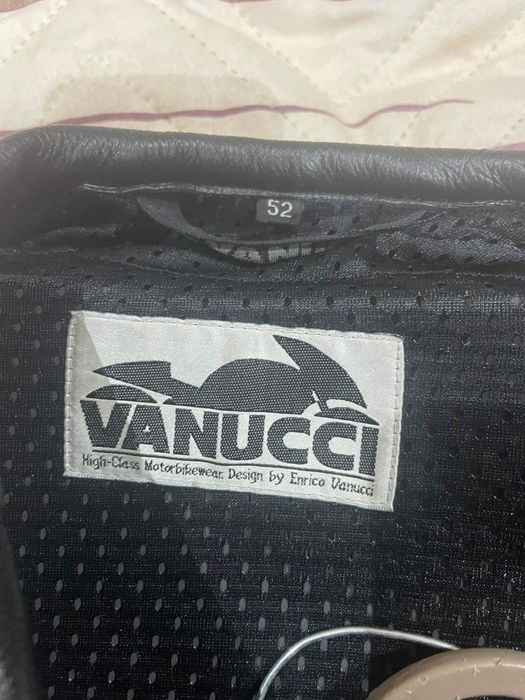 52
VANUCCI
High-Class Motorbikewear. Design by Enrico Vanucci